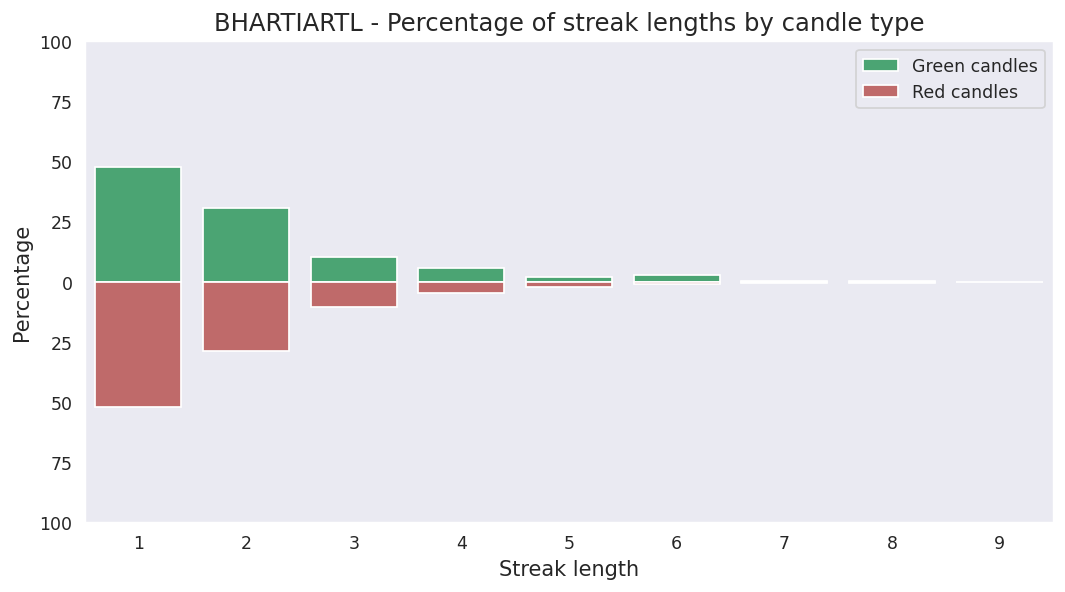 BHARTIARTL - Percentage of streak lengths by candle type
Green candles
Red candles
Percentage
100
75
50
25
0
25
50
75
100
1 2 3 4 5 6 7 8 9
Streak length